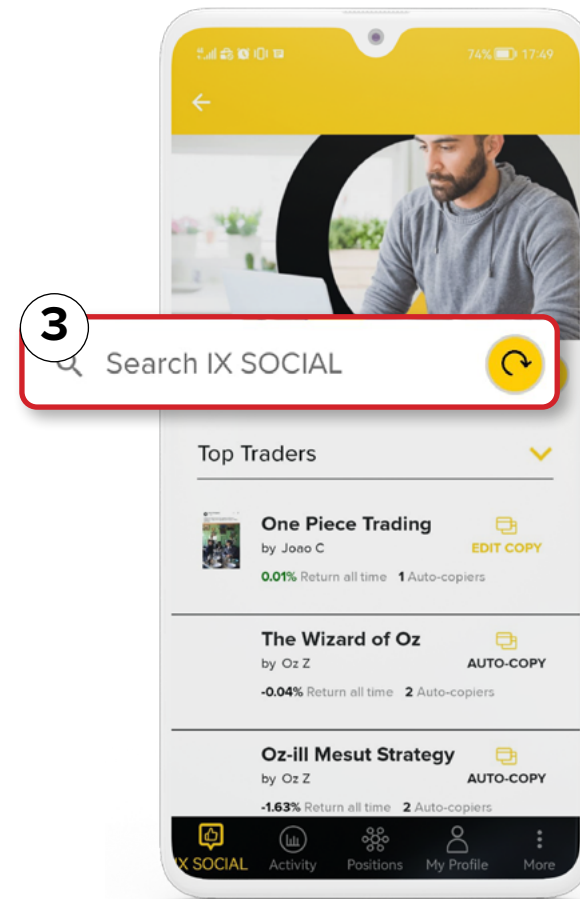 74% 17:49
3
Search IX SOCIAL
Top Traders
One Piece Trading
by Joao C
EDIT COPY
0.01% Return all time 1 Auto-copiers
The Wizard of Oz
by Oz Z
AUTO-COPY
-0.04% Return all time 2 Auto-copiers
Oz-ill Mesut Strategy
by Oz Z
AUTO-COPY
-1.63% Return all time 2 Auto-copiers
IX SOCIAL Activity Positions My Profile More